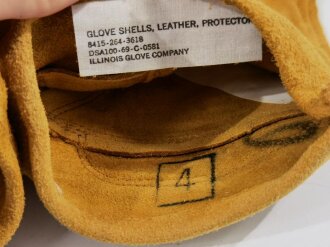 GLOVE SHELLS, LEATHER, PROTECTOR
8415-264-3618
DSA100-69-C-0581
ILLINOIS GLOVE COMPANY
4